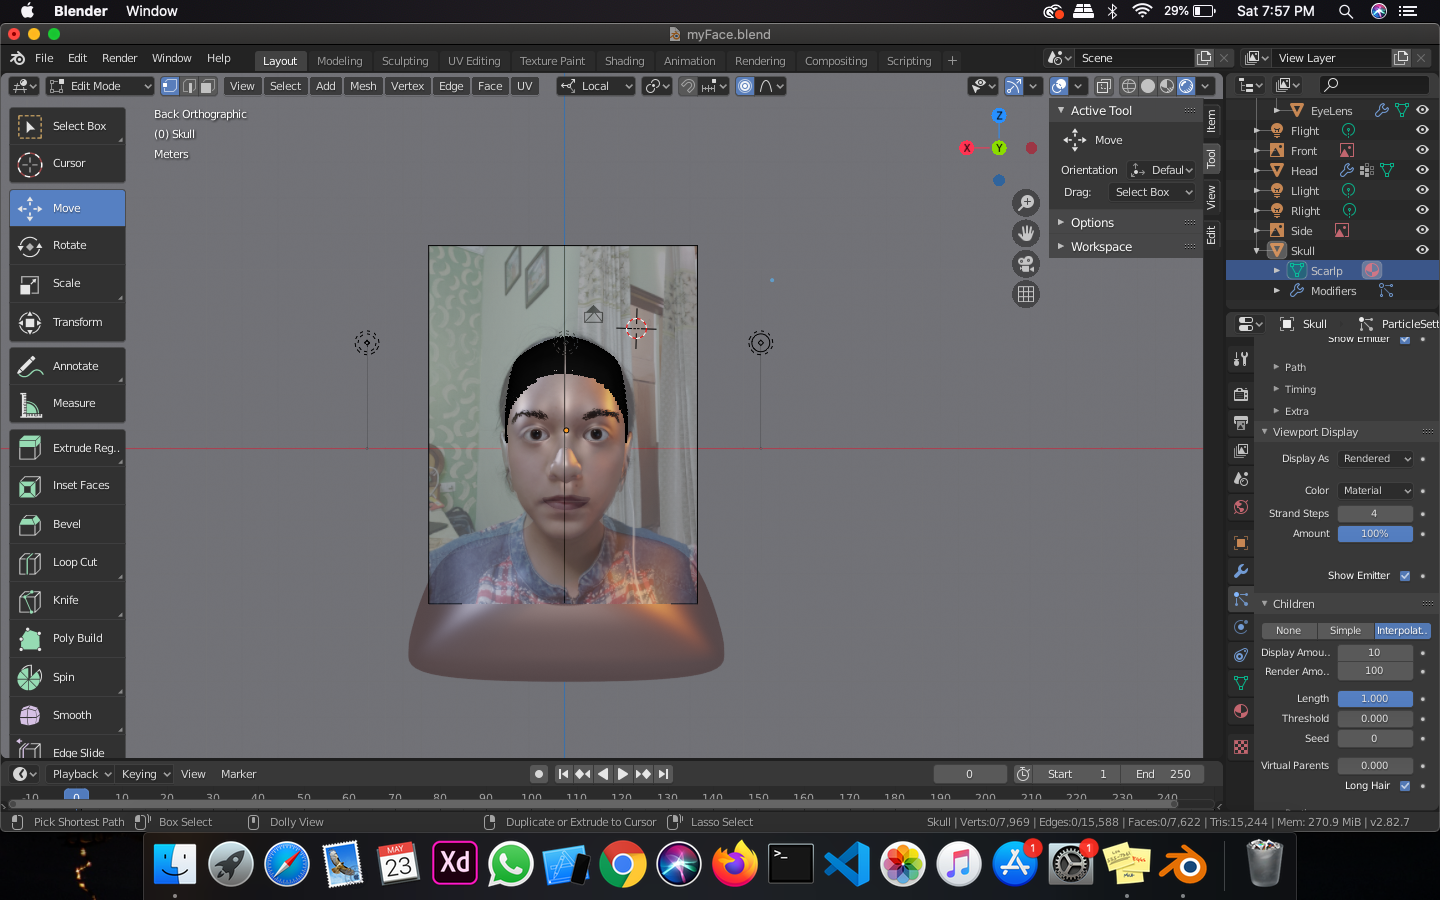 Blender Window 29% Sat 7:57 PM
myFace.blend
File Edit Render Window Help Layout Modeling Sculpting UV Editing Texture Paint Shading Animation Rendering Compositing Scripting + Scene View Layer
Edit Mode View Select Add Mesh Vertex Edge Face UV Local
Back Orthographic
(0) Skull
Meters
Select Box
Cursor
Move
Rotate
Scale
Transform
Annotate
Measure
Extrude Reg..
Inset Faces
Bevel
Loop Cut
Knife
Poly Build
Spin
Smooth
Edge Slide
Z
X
Y
Active Tool
Move
Orientation Defaul
Drag: Select Box
Options
Workspace
Item
Tool
View
Edit
EyeLens
Flight
Front
Head
Llight
Rlight
Side
Skull
Scarlp
Modifiers
Skull ParticleSett
Show Emitter
Path
Timing
Extra
Viewport Display
Display As Rendered
Color Material
Strand Steps 4
Amount 100%
Show Emitter
Children
None Simple Interpolat..
Display Amou.. 10
Render Amo.. 100
Length 1.000
Threshold 0.000
Seed 0
Virtual Parents 0.000
Long Hair
Playback Keying View Marker 0 Start 1 End 250
-10 0 10 20 30 40 50 60 70 80 90 100 110 120 130 140 150 160 170 180 190 200 210 220 230 240
Pick Shortest Path Box Select Dolly View Duplicate or Extrude to Cursor Lasso Select Skull | Verts:0/7,969 | Edges:0/15,588 | Faces:0/7,622 | Tris:15,244 | Mem: 270.9 MiB | v2.82.7
MAY
23
Xd
>_
1
1